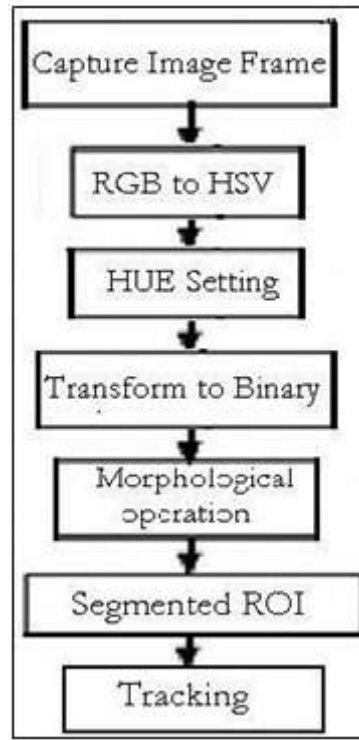 Capture Image Frame
RGB to HSV
HUE Setting
Transform to Binary
Morphological
operation
Segmented ROI
Tracking